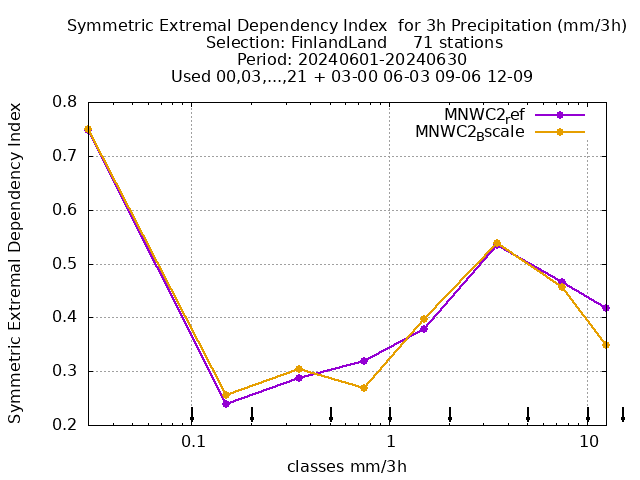 Symmetric Extremal Dependency Index  for 3h Precipitation (mm/3h)
Selection: FinlandLand     71 stations
Period: 20240601-20240630
Used 00,03,...,21 + 03-00 06-03 09-06 12-09
MNWC2ref
MNWC2Bscale
Symmetric Extremal Dependency Index
0.8
0.7
0.6
0.5
0.4
0.3
0.2
0.1 1 10
classes mm/3h